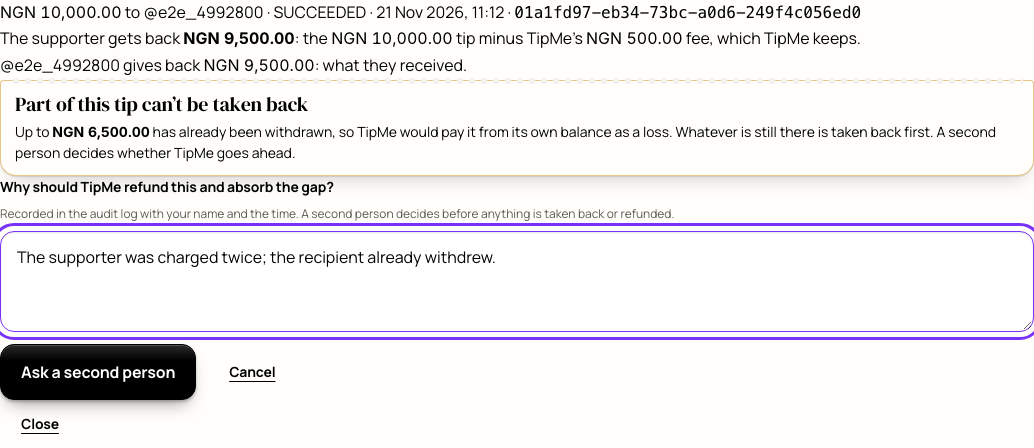 NGN 10,000.00 to @e2e_4992800 · SUCCEEDED · 21 Nov 2026, 11:12 · 01a1fd97-eb34-73bc-a0d6-249f4c056ed0
The supporter gets back NGN 9,500.00: the NGN 10,000.00 tip minus TipMe's NGN 500.00 fee, which TipMe keeps.
@e2e_4992800 gives back NGN 9,500.00: what they received.
Part of this tip can't be taken back
Up to NGN 6,500.00 has already been withdrawn, so TipMe would pay it from its own balance as a loss. Whatever is still there is taken back first. A second
person decides whether TipMe goes ahead.
Why should TipMe refund this and absorb the gap?
Recorded in the audit log with your name and the time. A second person decides before anything is taken back or refunded.
The supporter was charged twice; the recipient already withdrew.
Ask a second person
Cancel
Close